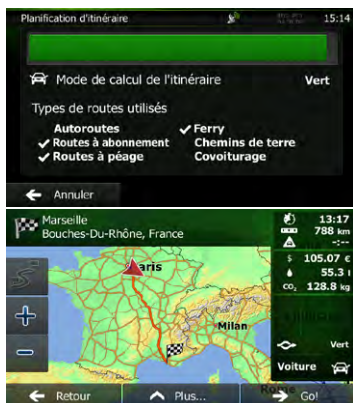 Planification d'itinéraire 15:14
Mode de calcul de l'itinéraire Vert
Types de routes utilisés
Autoroutes
Routes à abonnement
Routes à péage
Ferry
Chemins de terre
Covoiturage
Annuler
Marseille
Bouches-Du-Rhône, France
13:17
788 km
-:--
$ 105.07 €
55.3 l
CO₂ 128.8 kg
Vert
Voiture
aris
Milan
Retour
Plus...
Go!